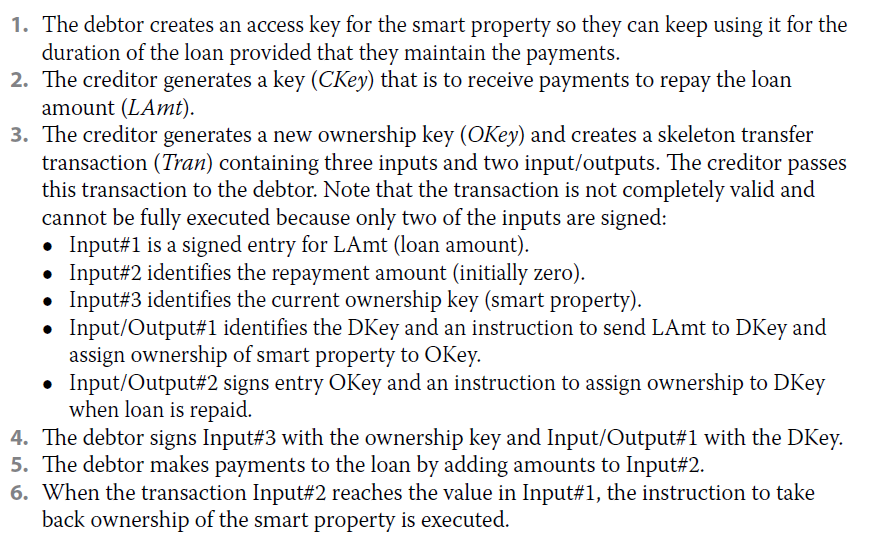 1. The debtor creates an access key for the smart property so they can keep using it for the
duration of the loan provided that they maintain the payments.
2. The creditor generates a key (CKey) that is to receive payments to repay the loan
amount (LAmt).
3. The creditor generates a new ownership key (OKey) and creates a skeleton transfer
transaction (Tran) containing three inputs and two input/outputs. The creditor passes
this transaction to the debtor. Note that the transaction is not completely valid and
cannot be fully executed because only two of the inputs are signed:
• Input#1 is a signed entry for LAmt (loan amount).
• Input#2 identifies the repayment amount (initially zero).
• Input#3 identifies the current ownership key (smart property).
• Input/Output#1 identifies the DKey and an instruction to send LAmt to DKey and
assign ownership of smart property to OKey.
• Input/Output#2 signs entry OKey and an instruction to assign ownership to DKey
when loan is repaid.
4. The debtor signs Input#3 with the ownership key and Input/Output#1 with the DKey.
5. The debtor makes payments to the loan by adding amounts to Input#2.
6. When the transaction Input#2 reaches the value in Input#1, the instruction to take
back ownership of the smart property is executed.